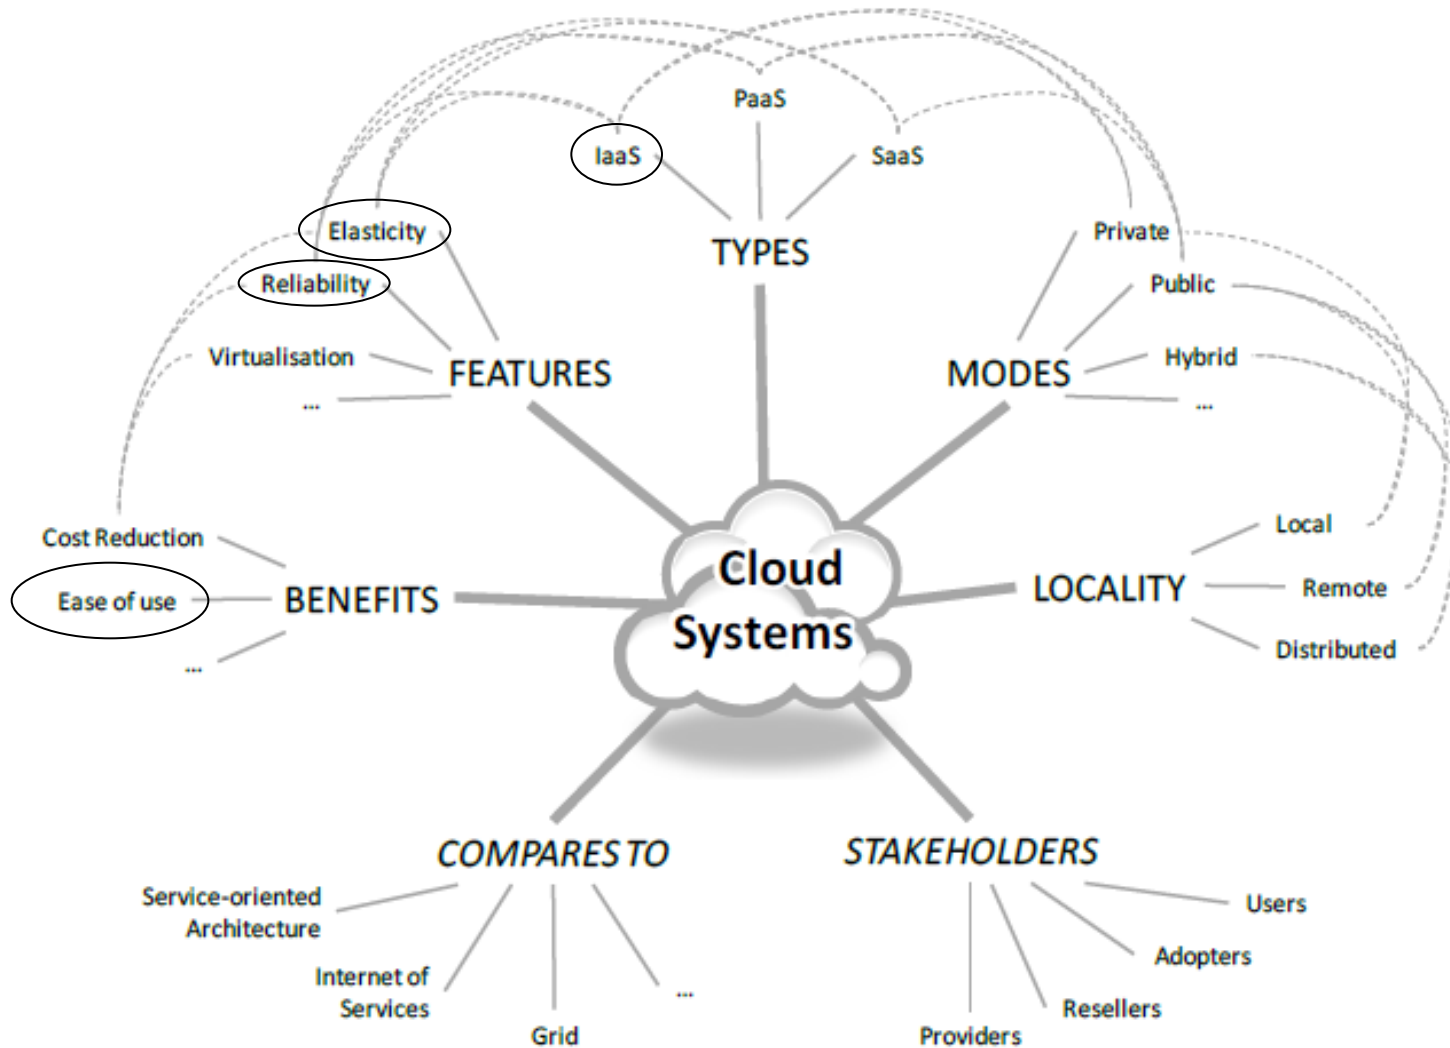 PaaS
IaaS
SaaS
Elasticity
TYPES
Private
Reliability
Public
Virtualisation
FEATURES
MODES
Hybrid
...
...
Cost Reduction
Local
Cloud
Systems
Ease of use
BENEFITS
LOCALITY
Remote
...
Distributed
COMPARES TO
STAKEHOLDERS
Service-oriented
Architecture
Users
Internet of
Services
Adopters
...
Grid
Resellers
Providers